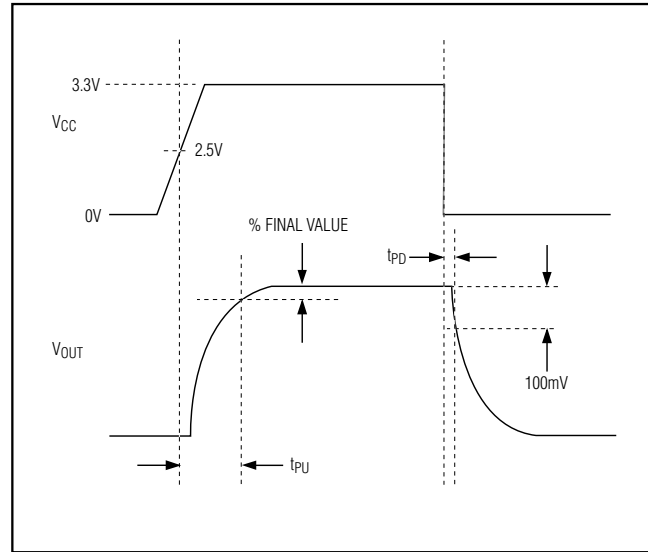 3.3V
VCC
2.5V
0V
% FINAL VALUE
tPD
VOUT
100mV
tPU